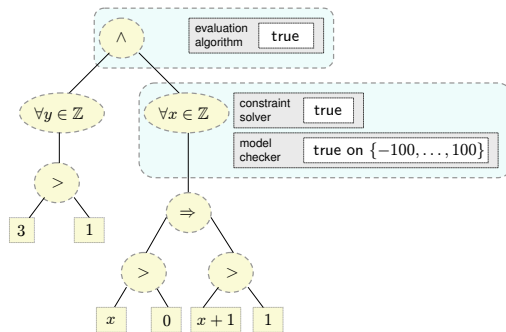 ∧
evaluation
algorithm
true
∀y ∈ ℤ
∀x ∈ ℤ
constraint
solver
true
model
checker
true on {−100, . . . , 100}
>
3
1
⇒
>
>
x
0
x + 1
1